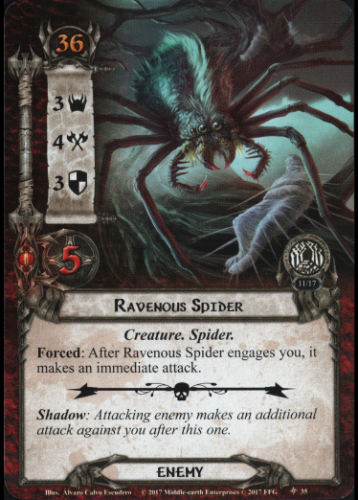 36
3
4
3
5
11/17
RAVENOUS SPIDER
Creature. Spider.
Forced: After Ravenous Spider engages you, it
makes an immediate attack.
Shadow: Attacking enemy makes an additional
attack against you after this one.
ENEMY
Illus. Álvaro Calvo Escudero © 2017 Middle-earth Enterprises © 2017 FFG 35